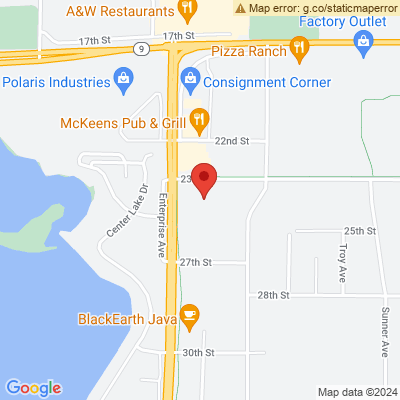 A&W Restaurants
Map error: g.co/staticmaperror
Factory Outlet
17th St
17th St
9
Pizza Ranch
Polaris Industries
Consignment Corner
McKeens Pub & Grill
22nd St
Center Lake Dr
Enterprise Ave
25th St
Troy Ave
27th St
28th St
Sunner Ave
BlackEarth Java
30th St
Google
Map data ©2024